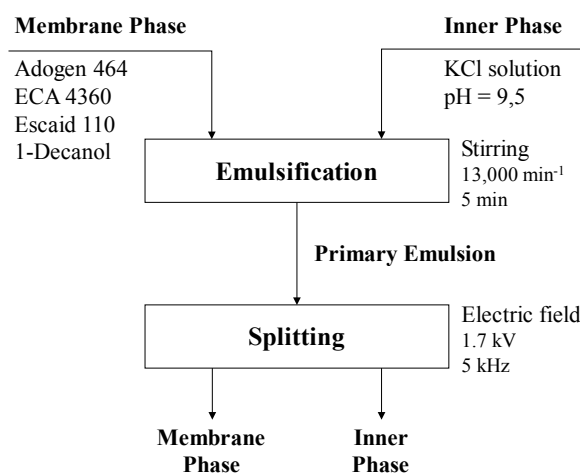 Membrane Phase
Adogen 464
ECA 4360
Escaid 110
1-Decanol
Inner Phase
KCl solution
pH = 9,5
Emulsification
Stirring
13,000 min⁻¹
5 min
Primary Emulsion
Splitting
Electric field
1.7 kV
5 kHz
Membrane
Phase
Inner
Phase